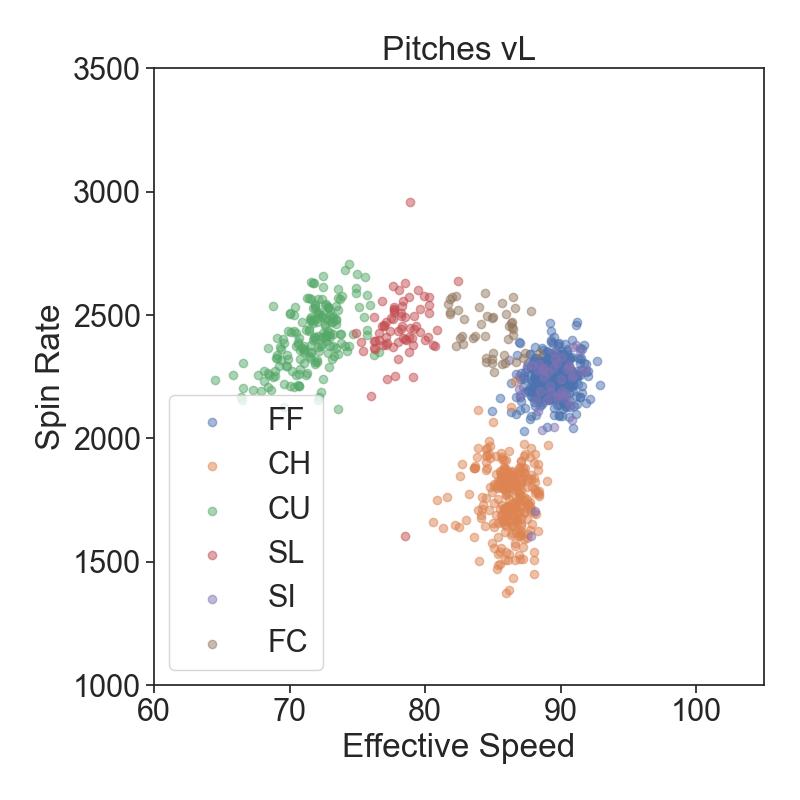 Pitches vL
3500
3000
2500
2000
1500
1000
Spin Rate
FF
CH
CU
SL
SI
FC
60 70 80 90 100
Effective Speed